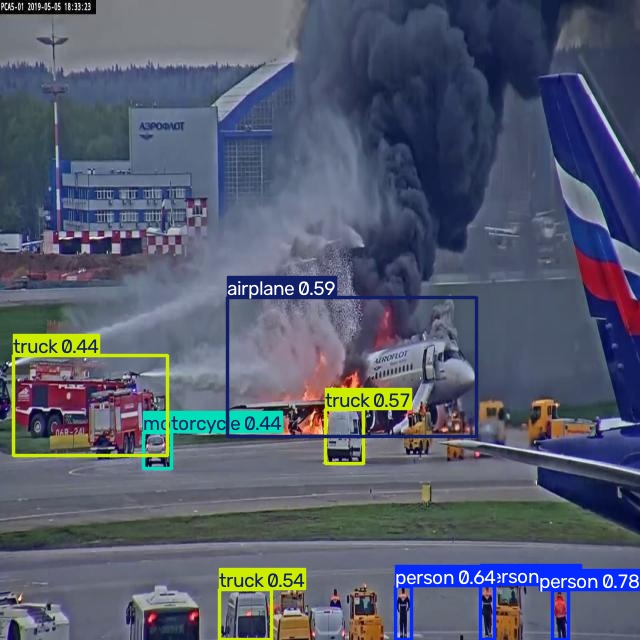 PCA5-01 2019-05-05 18:33:23
АЭРОФЛОТ
airplane 0.59
AEROFLOT
truck 0.44
truck 0.57
motorcycle 0.44
truck 0.54
person 0.64
person 0.78